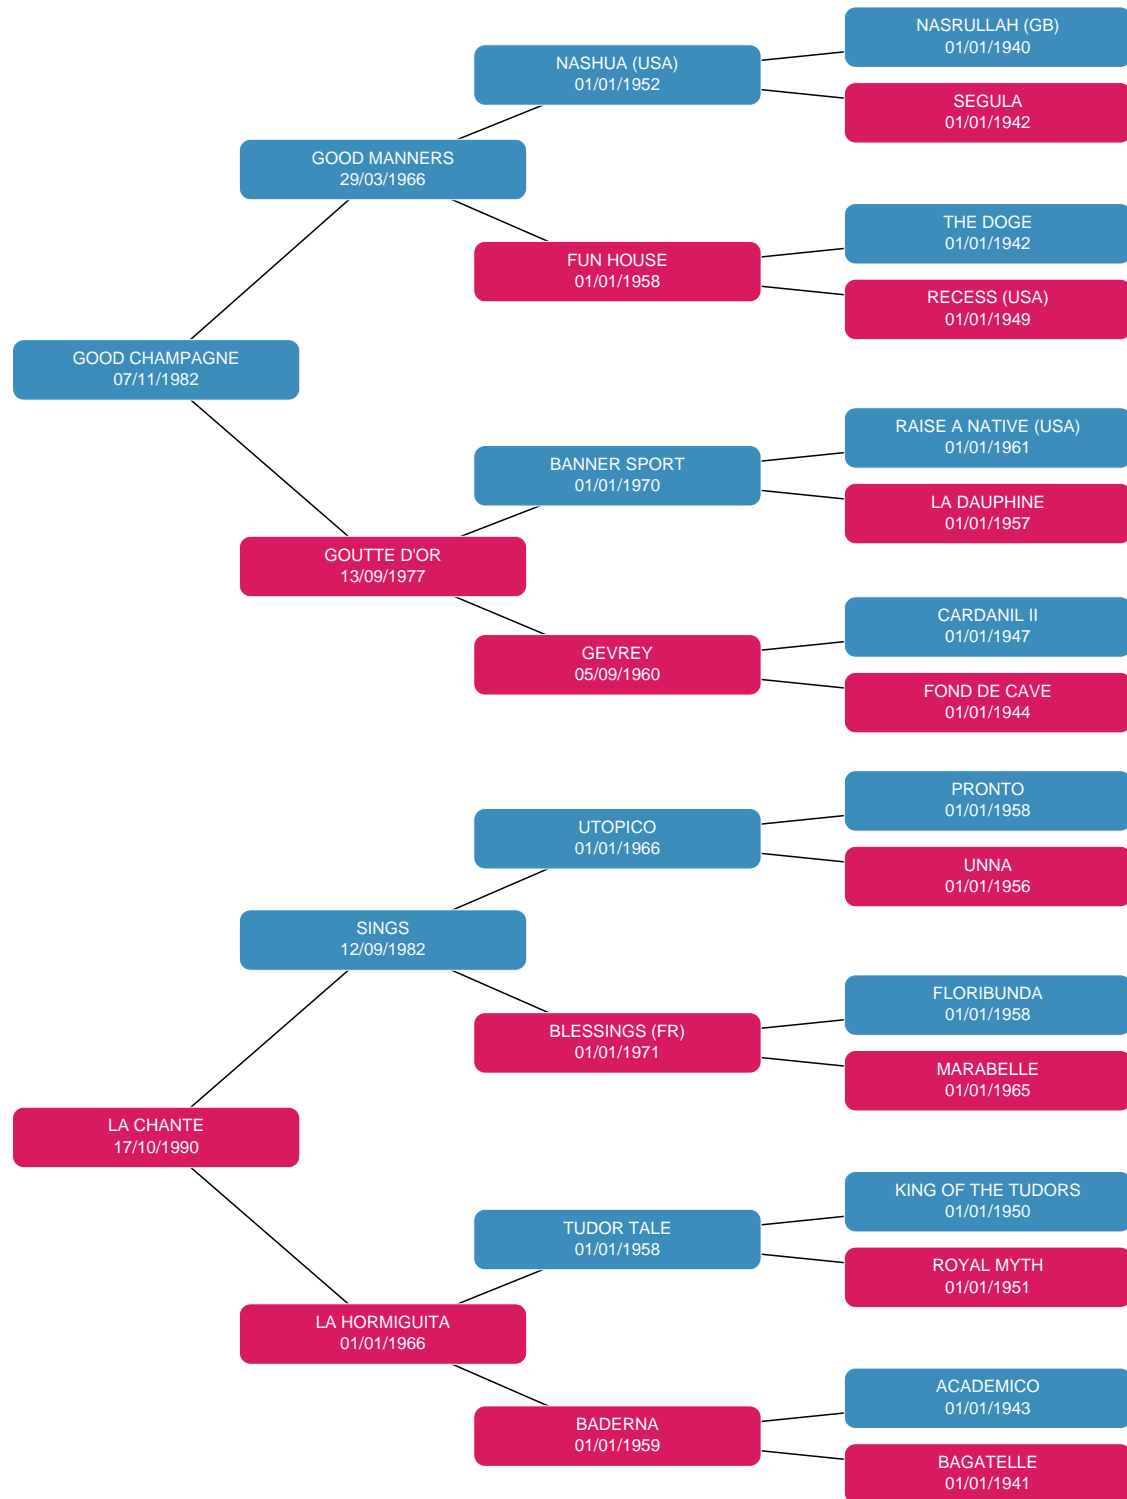 NASRULLAH (GB)
01/01/1940
NASHUA (USA)
01/01/1952
SEGULA
01/01/1942
GOOD MANNERS
29/03/1966
THE DOGE
01/01/1942
FUN HOUSE
01/01/1958
RECESS (USA)
01/01/1949
GOOD CHAMPAGNE
07/11/1982
RAISE A NATIVE (USA)
01/01/1961
BANNER SPORT
01/01/1970
LA DAUPHINE
01/01/1957
GOUTTE D'OR
13/09/1977
CARDANIL II
01/01/1947
GEVREY
05/09/1960
FOND DE CAVE
01/01/1944
PRONTO
01/01/1958
UTOPICO
01/01/1966
UNNA
01/01/1956
SINGS
12/09/1982
FLORIBUNDA
01/01/1958
BLESSINGS (FR)
01/01/1971
MARABELLE
01/01/1965
LA CHANTE
17/10/1990
KING OF THE TUDORS
01/01/1950
TUDOR TALE
01/01/1958
ROYAL MYTH
01/01/1951
LA HORMIGUITA
01/01/1966
ACADEMICO
01/01/1943
BADERNA
01/01/1959
BAGATELLE
01/01/1941